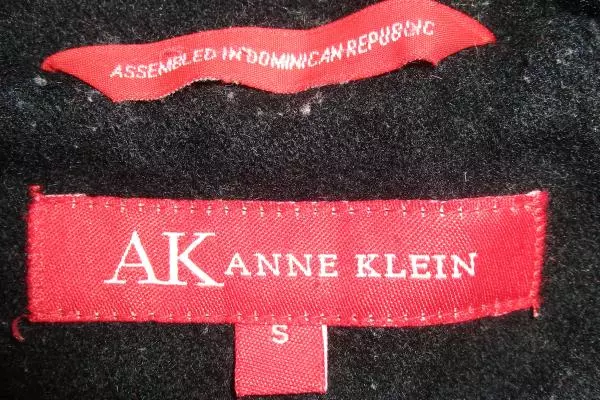 ASSEMBLED IN DOMINICAN REPUBLIC
AK ANNE KLEIN
S